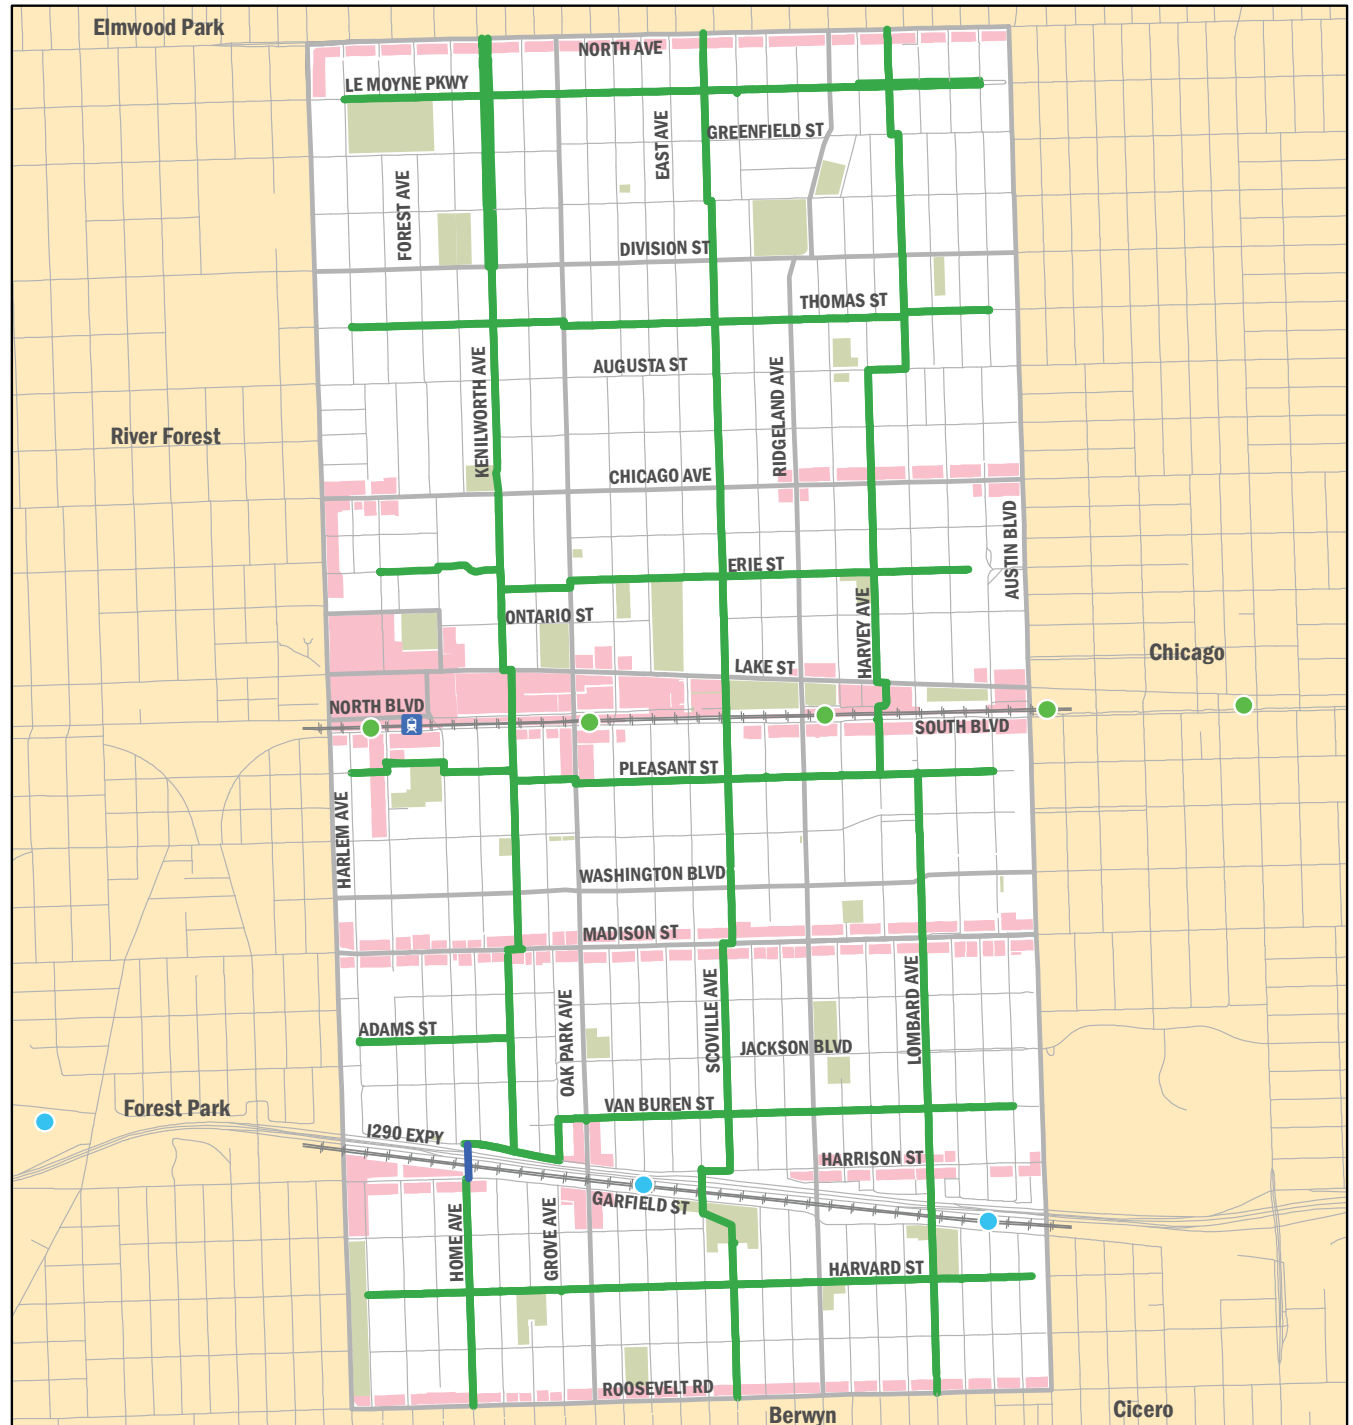 Elmwood Park
NORTH AVE
LE MOYNE PKWY
GREENFIELD ST
EAST AVE
FOREST AVE
DIVISION ST
THOMAS ST
KENILWORTH AVE
AUGUSTA ST
RIDGELAND AVE
River Forest
CHICAGO AVE
AUSTIN BLVD
ERIE ST
ONTARIO ST
HARVEY AVE
LAKE ST
Chicago
NORTH BLVD
SOUTH BLVD
PLEASANT ST
HARLEM AVE
WASHINGTON BLVD
MADISON ST
ADAMS ST
OAK PARK AVE
SCOVILLE AVE
LOMBARD AVE
JACKSON BLVD
Forest Park
VAN BUREN ST
I290 EXPY
HARRISON ST
GARFIELD ST
HOME AVE
GROVE AVE
HARVARD ST
ROOSEVELT RD
Berwyn
Cicero